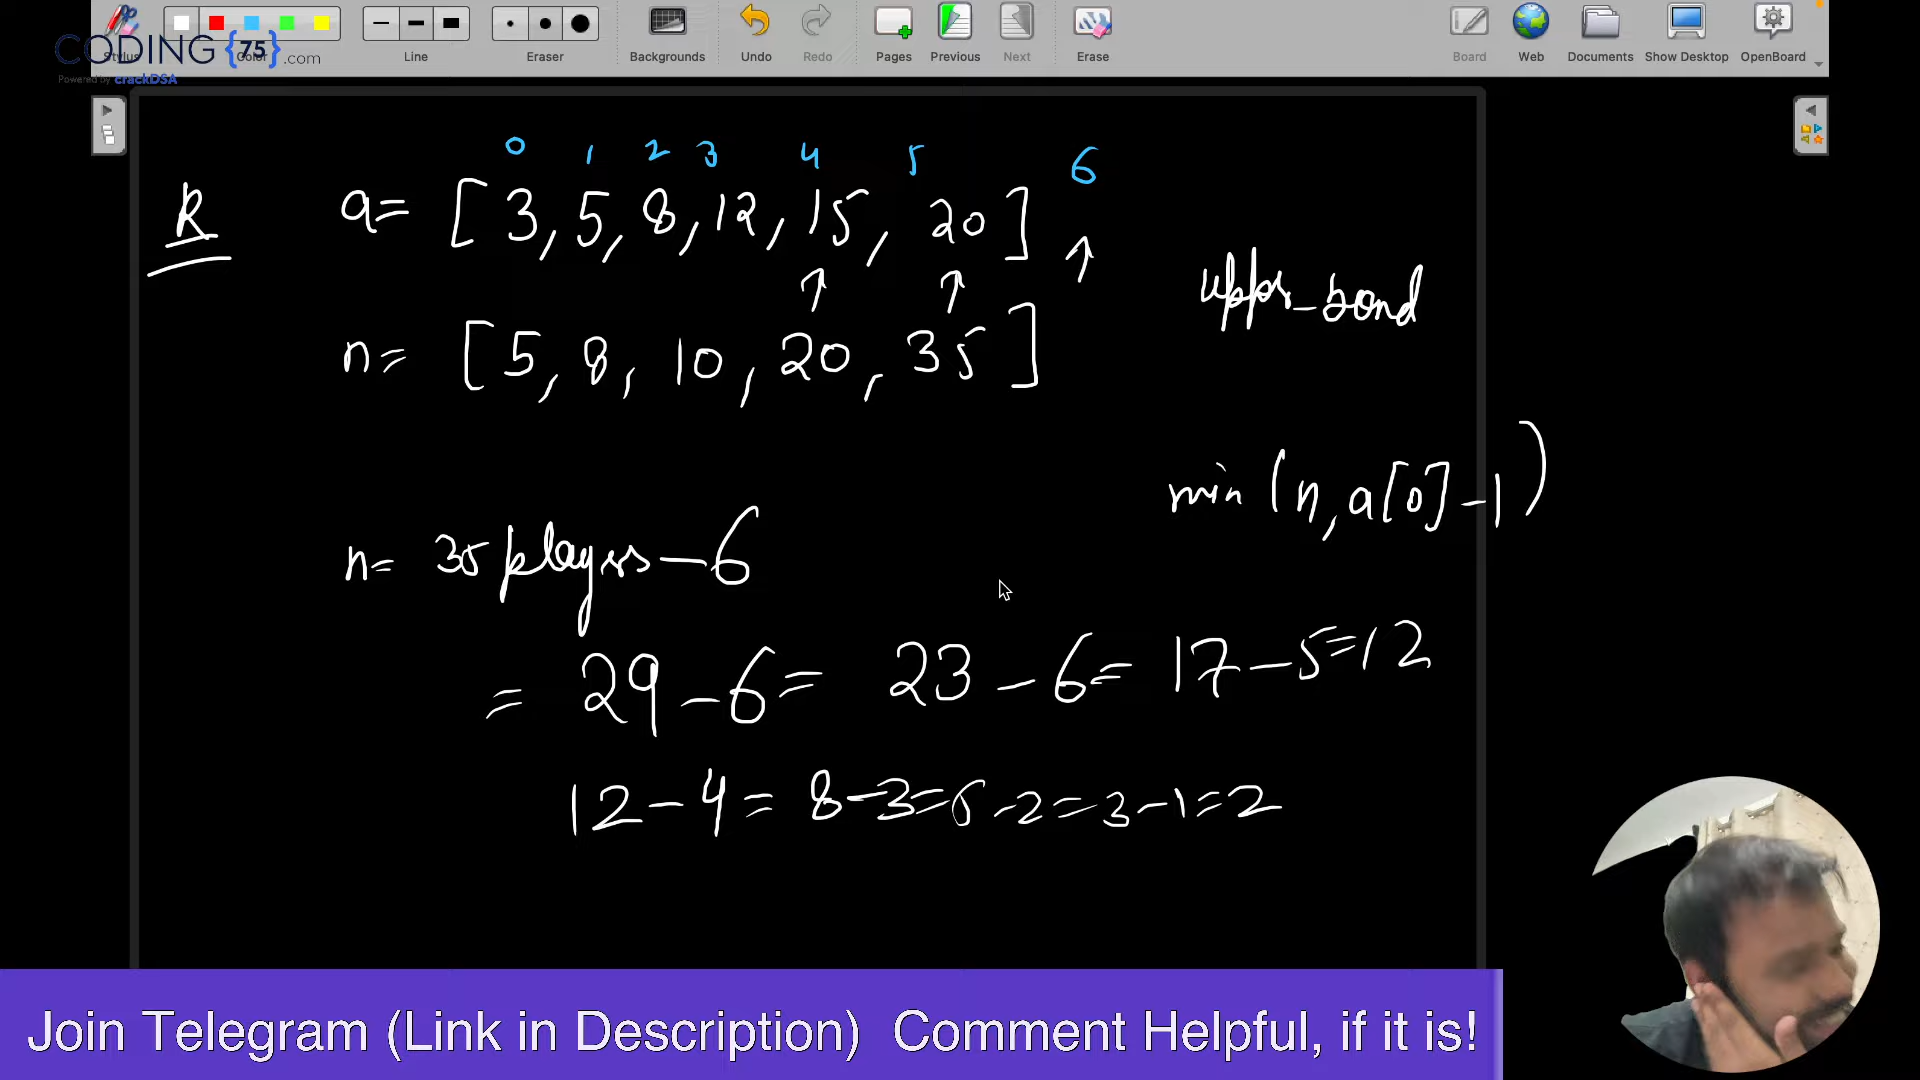 Stylus
Color
Line
Eraser
Backgrounds
Undo
Redo
Pages
Previous
Next
Erase
Board
Web
Documents
Show Desktop
OpenBoard
CODING {75} .com
Powered by crackDSA
0 1 2 3 4 5 6
R
a= [ 3, 5, 8, 12, 15, 20 ]
↑ ↑ ↑
upper_bond
n= [ 5, 8, 10, 20, 35 ]
min (n, a[0] - 1)
n= 35 players - 6
= 29 - 6 = 23 - 6 = 17 - 5 = 12
12 - 4 = 8 - 3 = 5 - 2 = 3 - 1 = 2
Join Telegram (Link in Description) Comment Helpful, if it is!